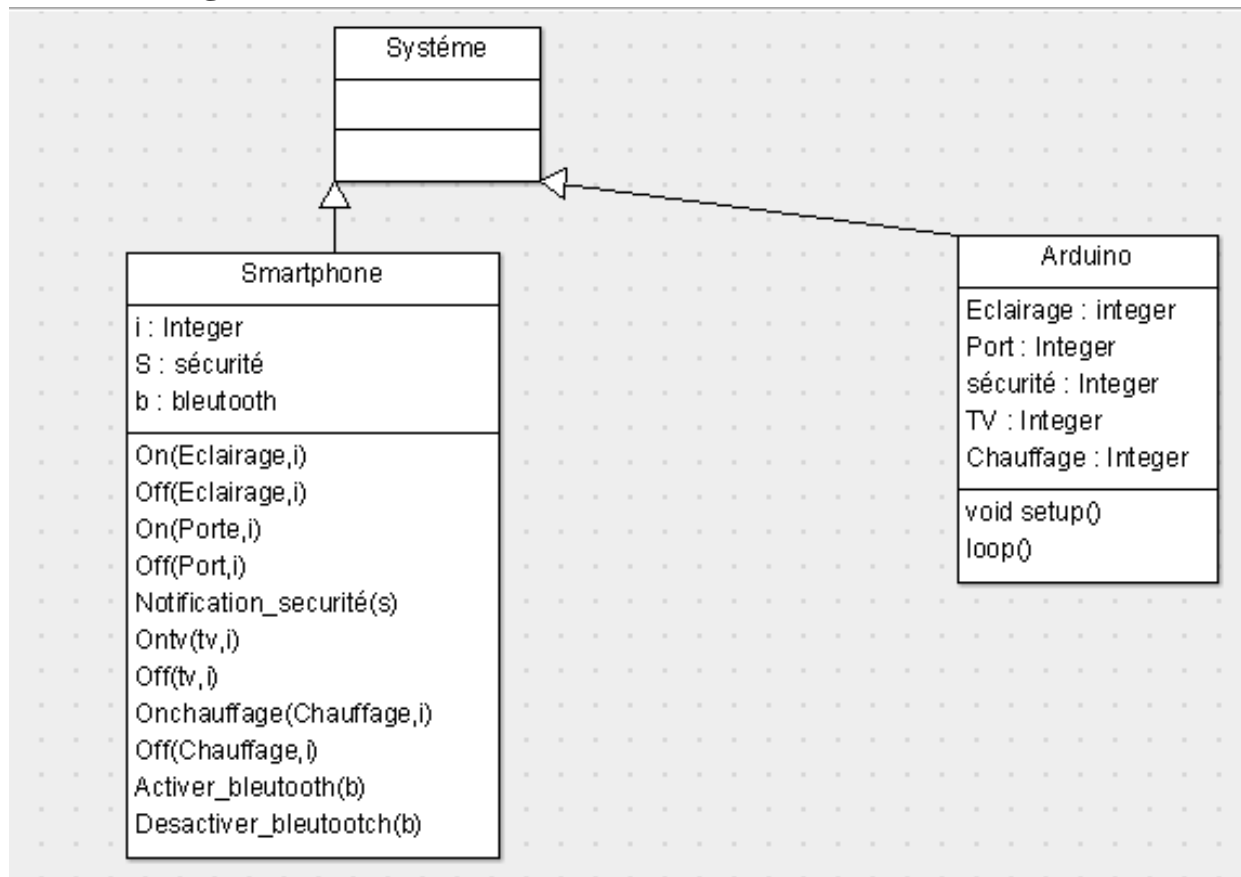 Systéme
Smartphone
i : Integer
S : sécurité
b : bleutooth
On(Eclairage,i)
Off(Eclairage,i)
On(Porte,i)
Off(Port,i)
Notification_securité(s)
Ontv(tv,i)
Off(tv,i)
Onchauffage(Chauffage,i)
Off(Chauffage,i)
Activer_bleutooth(b)
Desactiver_bleutootch(b)
Arduino
Eclairage : integer
Port : Integer
sécurité : Integer
TV : Integer
Chauffage : Integer
void setup()
loop()